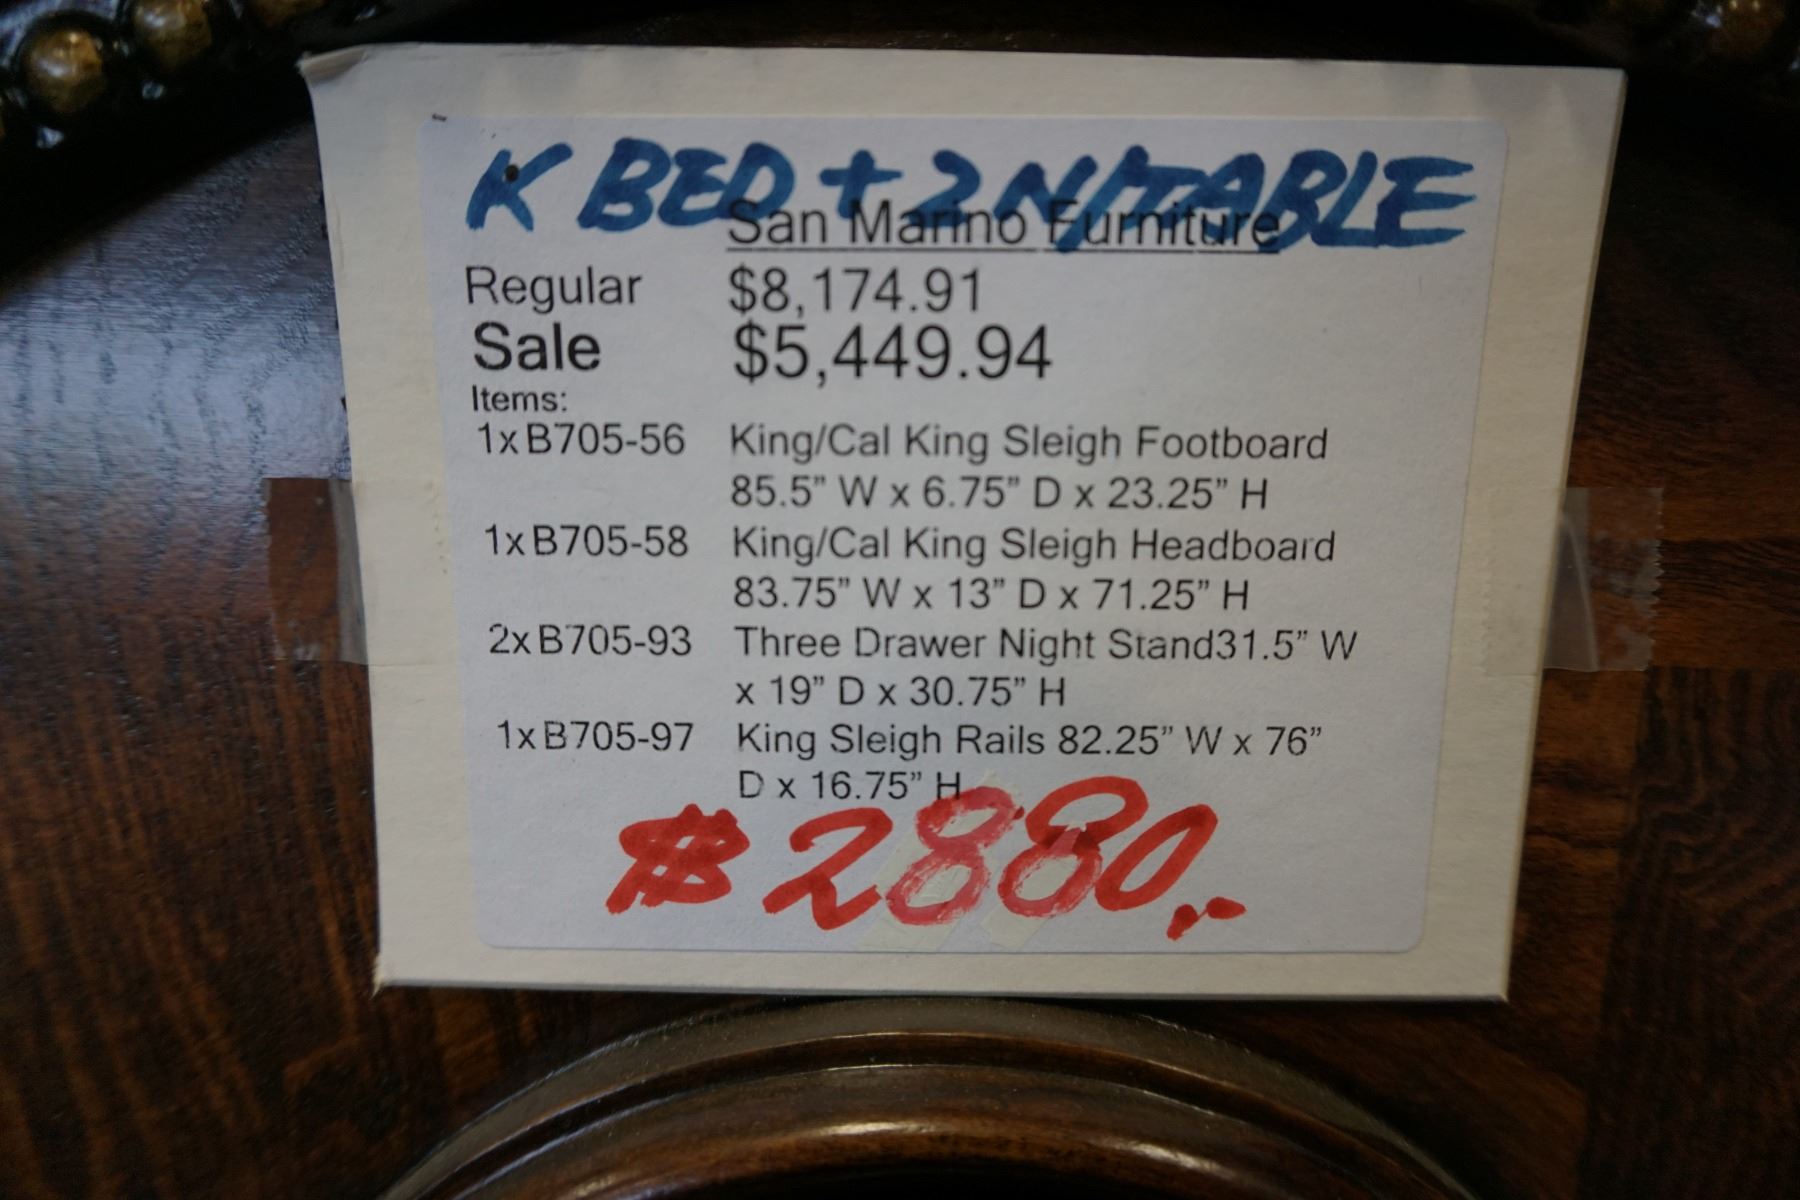 K BED + 2 N/TABLE
San Marino Furniture
Regular $8,174.91
Sale $5,449.94
Items:
1x B705-56 King/Cal King Sleigh Footboard
85.5” W x 6.75” D x 23.25” H
1x B705-58 King/Cal King Sleigh Headboard
83.75” W x 13” D x 71.25” H
2x B705-93 Three Drawer Night Stand31.5” W
x 19” D x 30.75” H
1x B705-97 King Sleigh Rails 82.25” W x 76”
D x 16.75” H
$2880.-